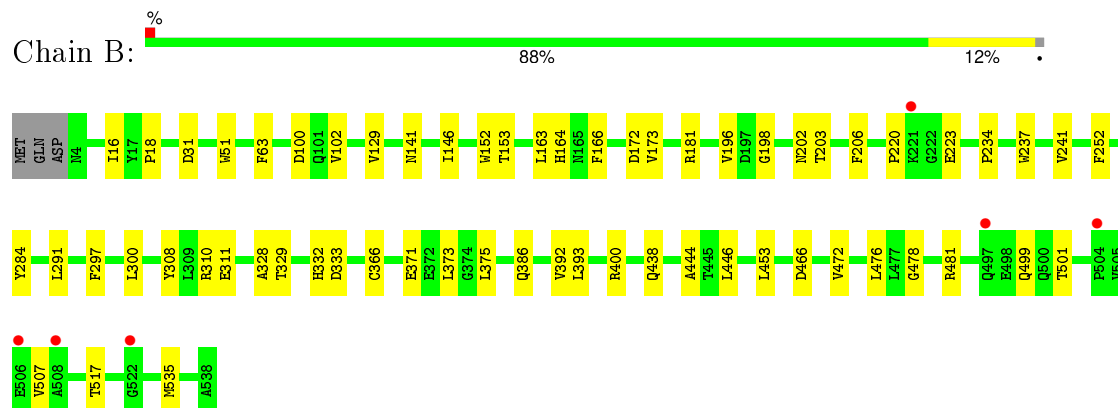 %
Chain B:
88% 12% •
MET GLN ASP N4 I16 Y17 P18 D31 W51 F63 D100 Q101 V102 V129 N141 I146 W152 T153 L163 H164 N165 F166 D172 V173 R181 V196 D197 G198 N202 T203 F206 P220 K221 G222 E223 P234 W237 V241 F252
Y284 L291 F297 L300 Y308 L309 R310 E311 A328 T329 H332 D333 C366 E371 E372 L373 G374 L375 Q386 V392 L393 R400 Q438 A444 T445 L446 L453 D466 V472 L476 L477 G478 R481 Q497 E498 Q499 Q500 T501 P504 V505
E506 V507 A508 T517 G522 M535 A538